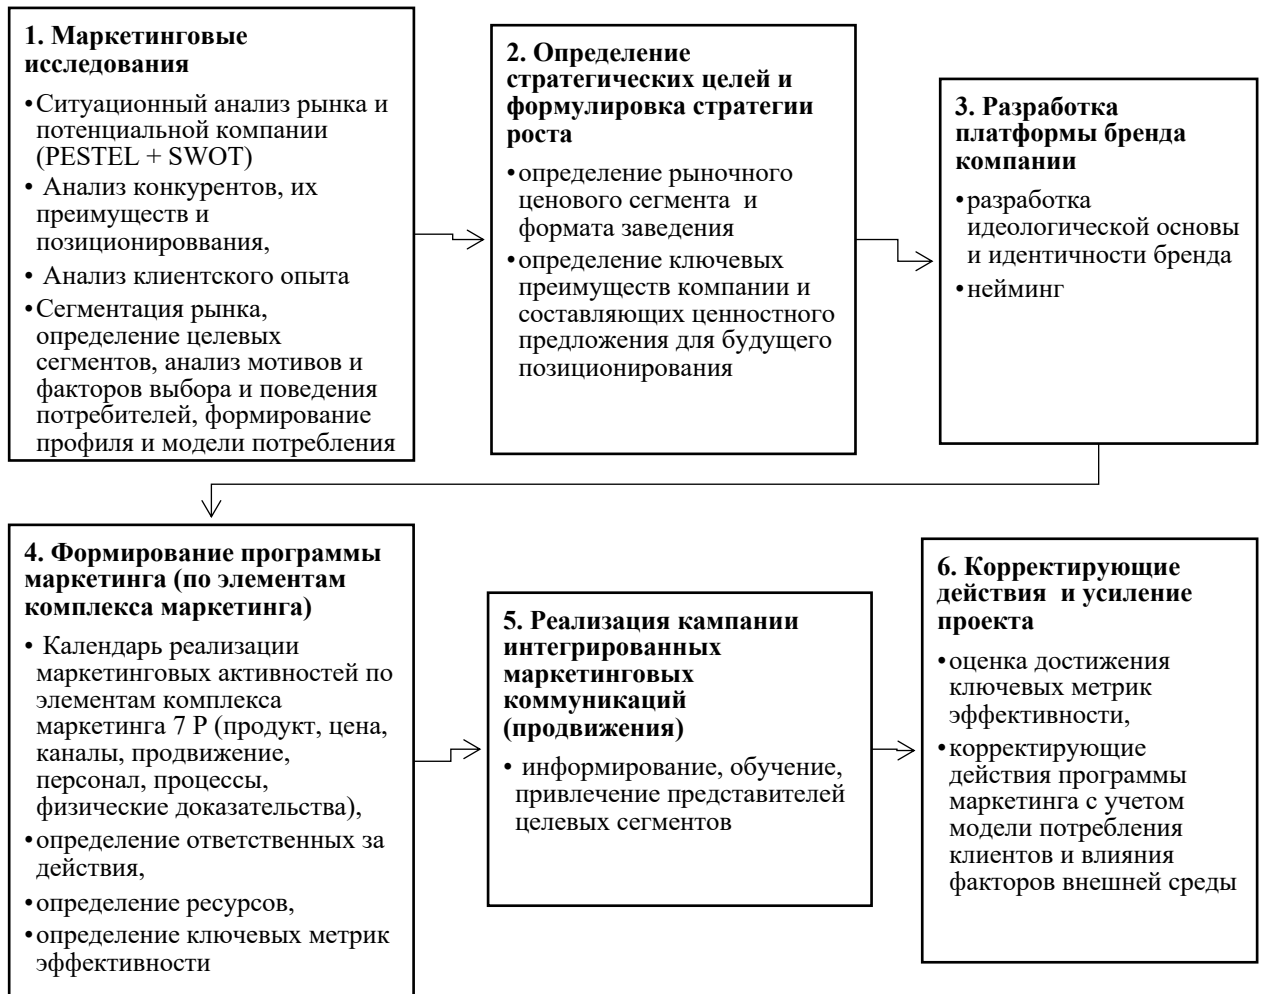 1. Маркетинговые
исследования
•Ситуационный анализ рынка и
потенциальной компании
(PESTEL + SWOT)
• Анализ конкурентов, их
преимуществ и
позиционироввания,
• Анализ клиентского опыта
•Сегментация рынка,
определение целевых
сегментов, анализ мотивов и
факторов выбора и поведения
потребителей, формирование
профиля и модели потребления
2. Определение
стратегических целей и
формулировка стратегии
роста
•определение рыночного
ценового сегмента и
формата заведения
•определение ключевых
преимуществ компании и
составляющих ценностного
предложения для будущего
позиционирования
3. Разработка
платформы бренда
компании
•разработка
идеологической основы
и идентичности бренда
•нейминг
4. Формирование программы
маркетинга (по элементам
комплекса маркетинга)
• Календарь реализации
маркетинговых активностей по
элементам комплекса
маркетинга 7 Р (продукт, цена,
каналы, продвижение,
персонал, процессы,
физические доказательства),
•определение ответственных за
действия,
•определение ресурсов,
•определение ключевых метрик
эффективности
5. Реализация кампании
интегрированных
маркетинговых
коммуникаций
(продвижения)
• информирование, обучение,
привлечение представителей
целевых сегментов
6. Корректирующие
действия и усиление
проекта
•оценка достижения
ключевых метрик
эффективности,
•корректирующие
действия программы
маркетинга с учетом
модели потребления
клиентов и влияния
факторов внешней среды